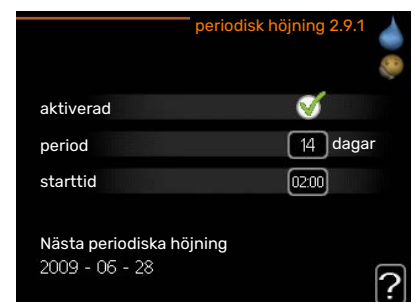 periodisk höjning 2.9.1
aktiverad
period 14 dagar
starttid 02:00
Nästa periodiska höjning
2009 - 06 - 28
?